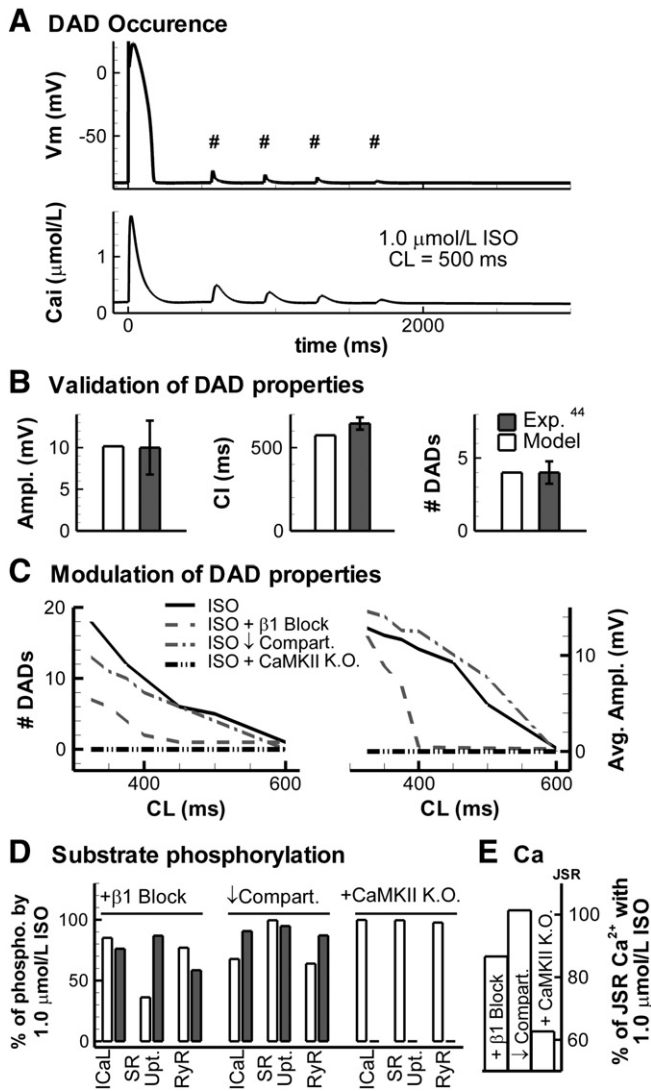 A DAD Occurence
Vm (mV)
0
-50
# # # #
Cai (μmol/L)
1
0
1.0 μmol/L ISO
CL = 500 ms
0 2000
time (ms)
B Validation of DAD properties
Ampl. (mV)
10
5
0
CI (ms)
500
0
# DADs
5
0
Exp. 44
Model
C Modulation of DAD properties
# DADs
20
10
0
ISO
ISO + β1 Block
ISO ↓ Compart.
ISO + CaMKII K.O.
400 600
CL (ms)
400 600
CL (ms)
10
0
Avg. Ampl. (mV)
D Substrate phosphorylation
% of phospho. by
1.0 μmol/L ISO
100
50
0
+β1 Block
↓Compart.
+CaMKII K.O.
ICaL
SR
Upt.
RyR
ICaL
SR
Upt.
RyR
ICaL
SR
Upt.
RyR
E Ca JSR
+ β1 Block
↓ Compart.
+ CaMKII K.O.
100
80
60
% of JSR Ca2+ with
1.0 μmol/L ISO